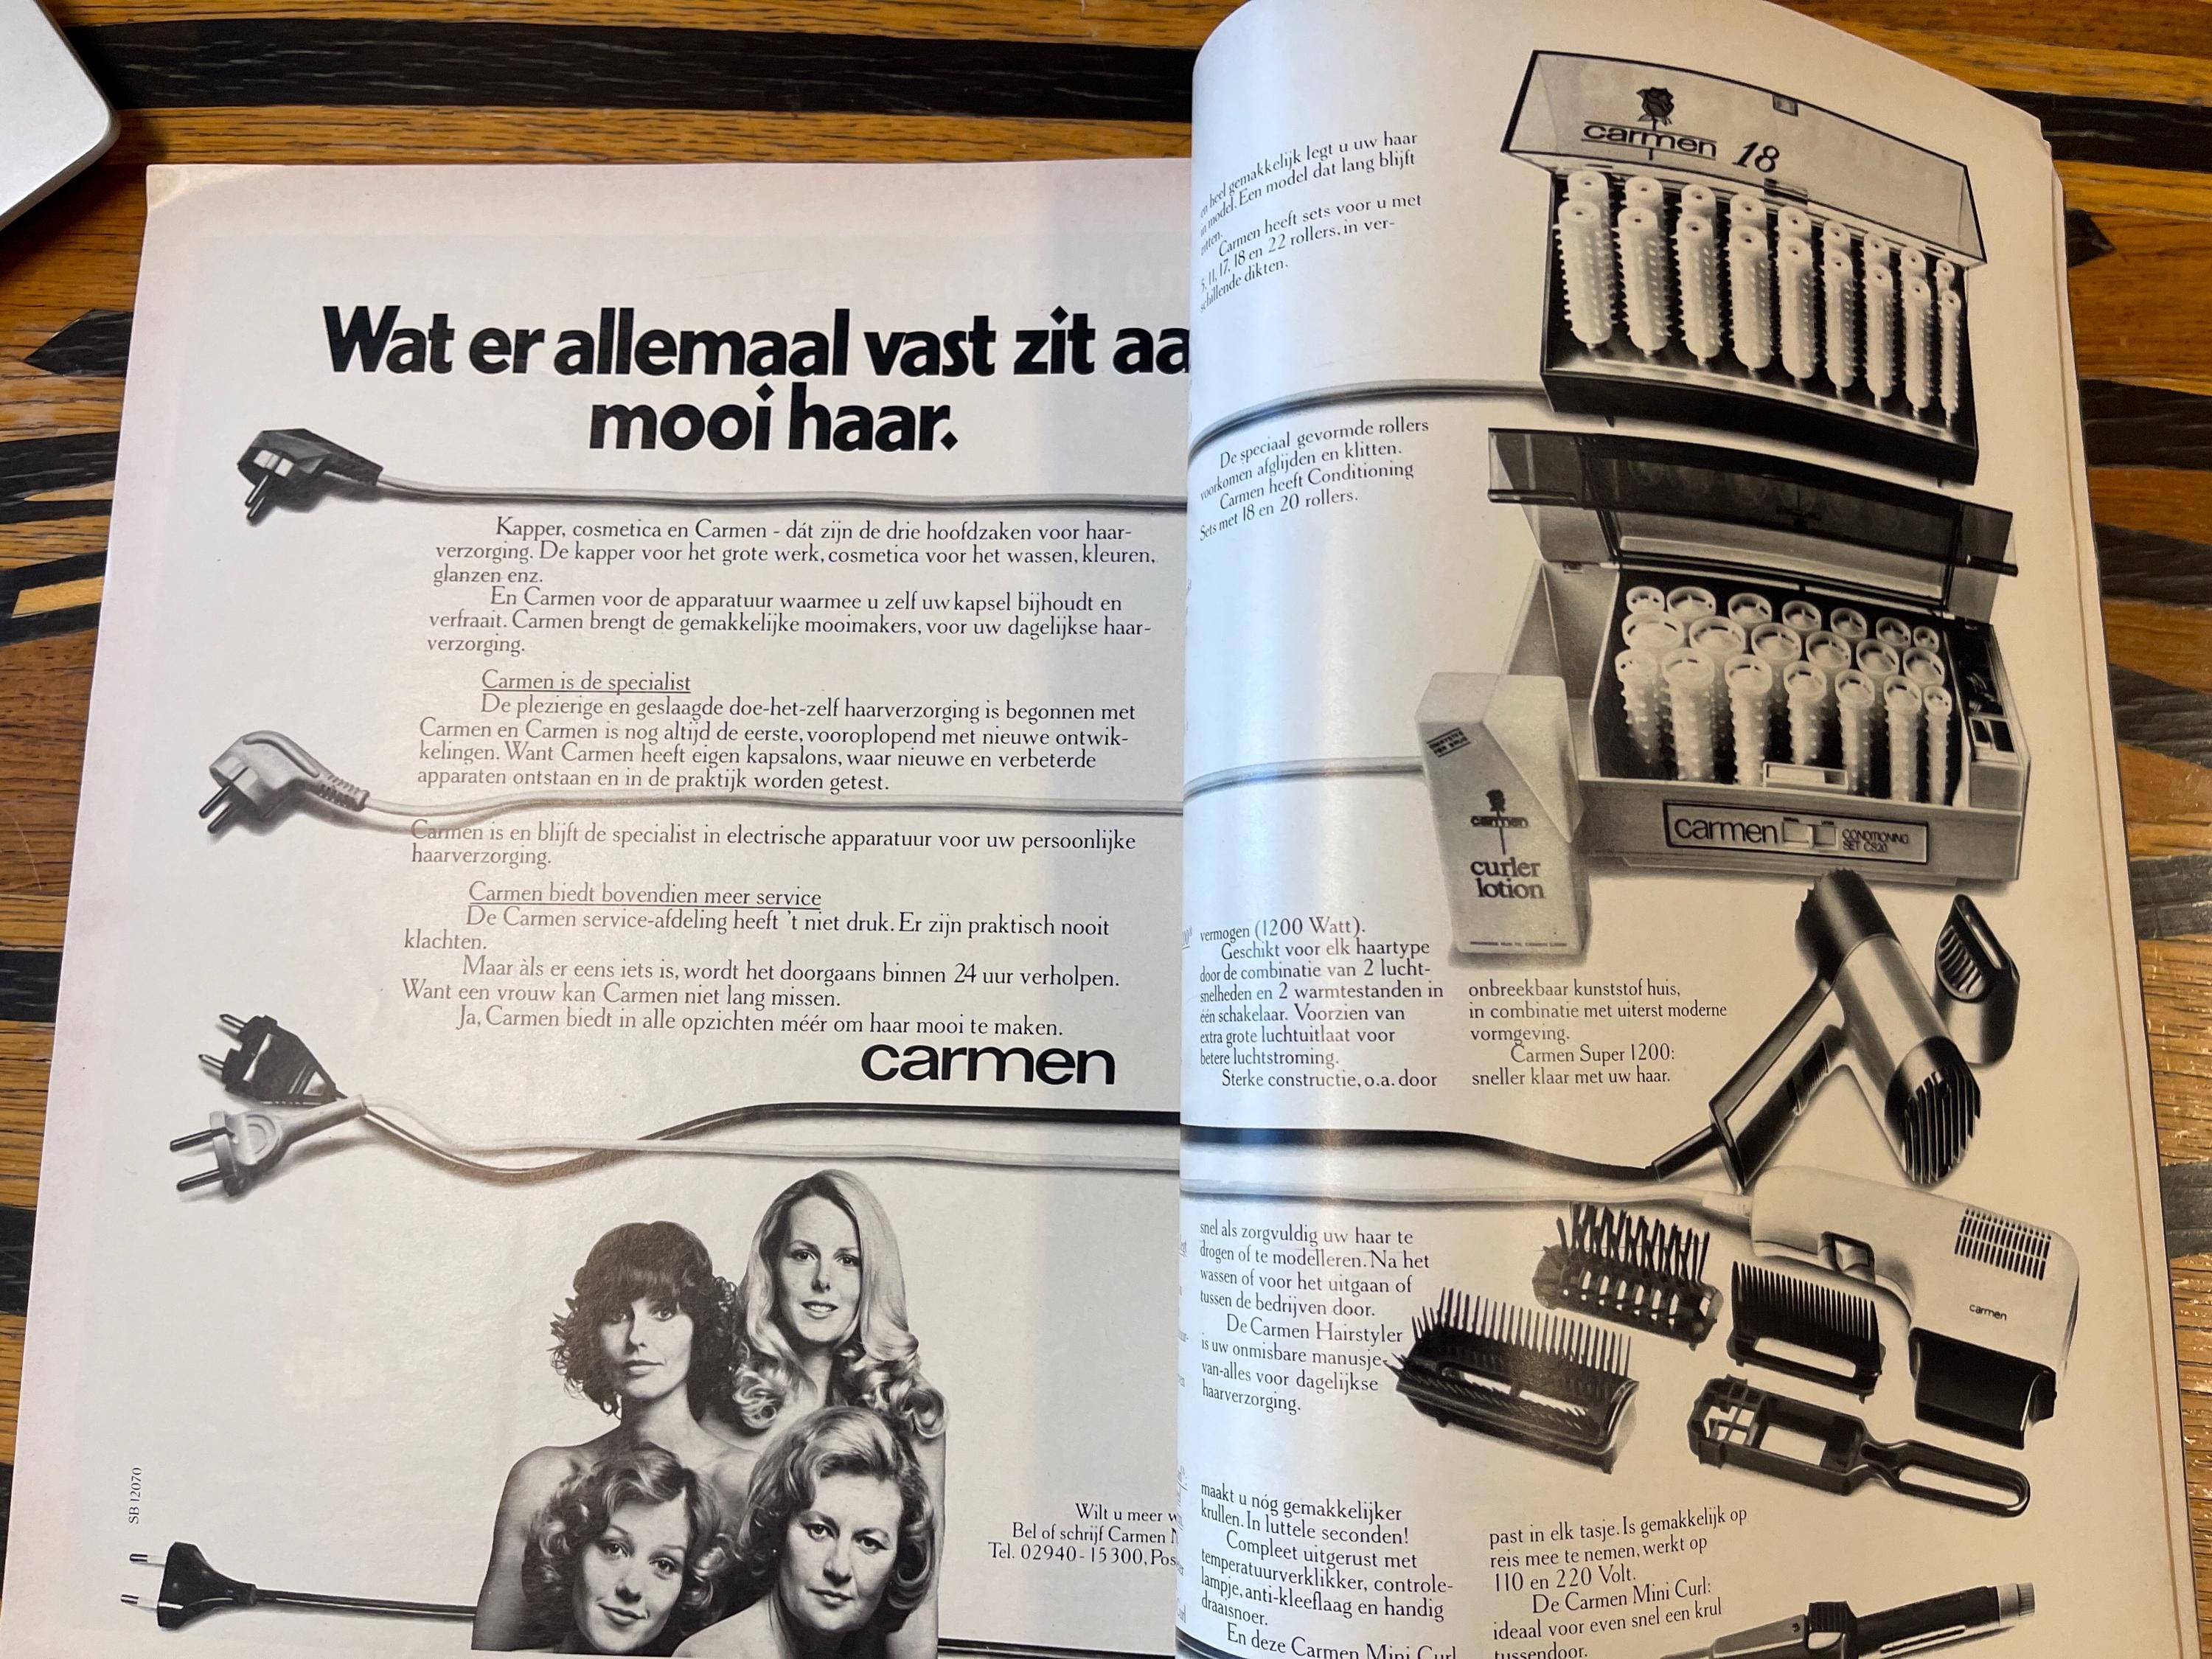 Wat er allemaal vast zit aa
mooi haar.
Kapper, cosmetica en Carmen - dát zijn de drie hoofdzaken voor haar-
verzorging. De kapper voor het grote werk, cosmetica voor het wassen, kleuren,
glanzen enz.
En Carmen voor de apparatuur waarmee u zelf uw kapsel bijhoudt en
verfraait. Carmen brengt de gemakkelijke mooimakers, voor uw dagelijkse haar-
verzorging.
Carmen is de specialist
De plezierige en geslaagde doe-het-zelf haarverzorging is begonnen met
Carmen en Carmen is nog altijd de eerste, vooroplopend met nieuwe ontwik-
kelingen. Want Carmen heeft eigen kapsalons, waar nieuwe en verbeterde
apparaten ontstaan en in de praktijk worden getest.
Carmen is en blijft de specialist in electrische apparatuur voor uw persoonlijke
haarverzorging.
Carmen biedt bovendien meer service
De Carmen service-afdeling heeft 't niet druk. Er zijn praktisch nooit
klachten.
Maar àls er eens iets is, wordt het doorgaans binnen 24 uur verholpen.
Want een vrouw kan Carmen niet lang missen.
Ja, Carmen biedt in alle opzichten méér om haar mooi te maken.
carmen
SB 12070
Wilt u meer w
Bel of schrijf Carmen N
Tel. 02940-15300, Pos
en heel gemakkelijk legt u uw haar
in model. Een model dat lang blijft
zitten.
Carmen heeft sets voor u met
5, 11, 17, 18 en 22 rollers, in ver-
schillende dikten.
carmen 18
De speciaal gevormde rollers
voorkomen afglijden en klitten.
Carmen heeft Conditioning
Sets met 18 en 20 rollers.
carmen
curler
lotion
carmen CONDITIONING
SET CS20
vermogen (1200 Watt).
Geschikt voor elk haartype
door de combinatie van 2 lucht-
snelheden en 2 warmtestanden in
één schakelaar. Voorzien van
extra grote luchtuitlaat voor
betere luchtstroming.
Sterke constructie, o.a. door
onbreekbaar kunststof huis,
in combinatie met uiterst moderne
vormgeving.
Carmen Super 1200:
sneller klaar met uw haar.
snel als zorgvuldig uw haar te
drogen of te modelleren. Na het
wassen of voor het uitgaan of
tussen de bedrijven door.
De Carmen Hairstyler
is uw onmisbare manusje-
van-alles voor dagelijkse
haarverzorging.
carmen
maakt u nóg gemakkelijker
krullen. In luttele seconden!
Compleet uitgerust met
temperatuurverklikker, controle-
lampje, anti-kleeflaag en handig
draaisnoer.
En deze Carmen Mini Curl
past in elk tasje. Is gemakkelijk op
reis mee te nemen, werkt op
110 en 220 Volt.
De Carmen Mini Curl:
ideaal voor even snel een krul
tussendoor.